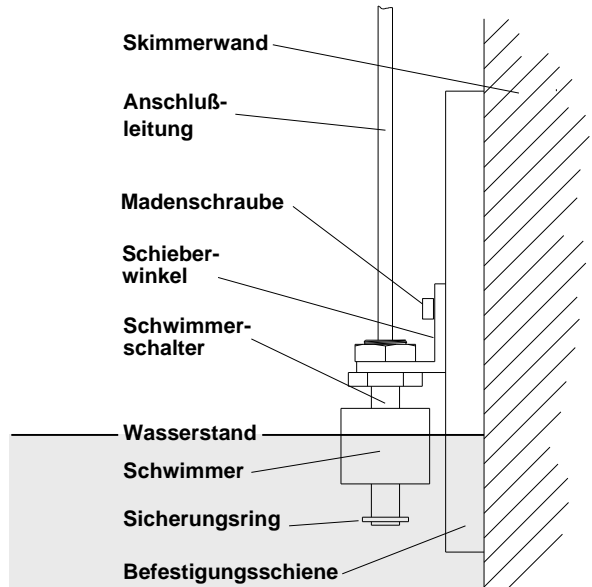 Skimmerwand
Anschluß-
leitung
Madenschraube
Schieber-
winkel
Schwimmer-
schalter
Wasserstand
Schwimmer
Sicherungsring
Befestigungsschiene